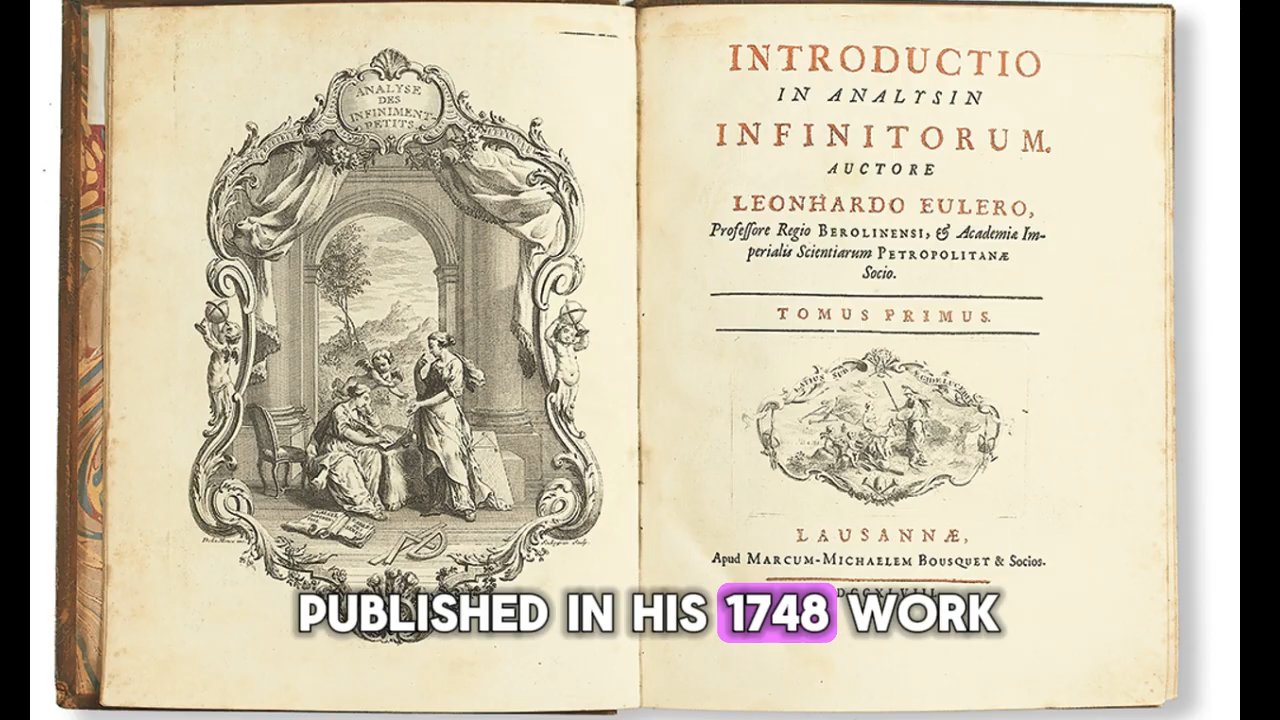 ANALYSE
DES
INFINIMENT-
PETITS
INTRODUCTIO
IN ANALYSIN
INFINITORUM.
AUCTORE
LEONHARDO EULERO,
Professore Regio BEROLINENSI, & Academiæ Im-
perialis Scientiarum PETROPOLITANÆ
Socio.
TOMUS PRIMUS.
LAUSANNÆ,
Apud MARCUM-MICHAELEM BOUSQUET & Socios.
PUBLISHED IN HIS 1748 WORK